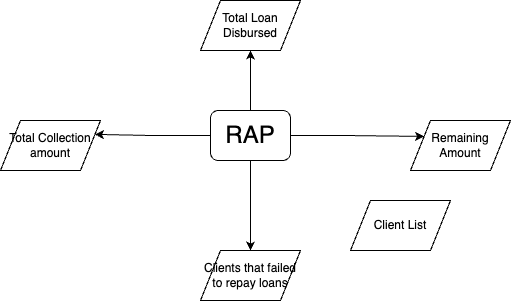 Total Loan
Disbursed
Total Collection
amount
RAP
Remaining
Amount
Client List
Clients that failed
to repay loans